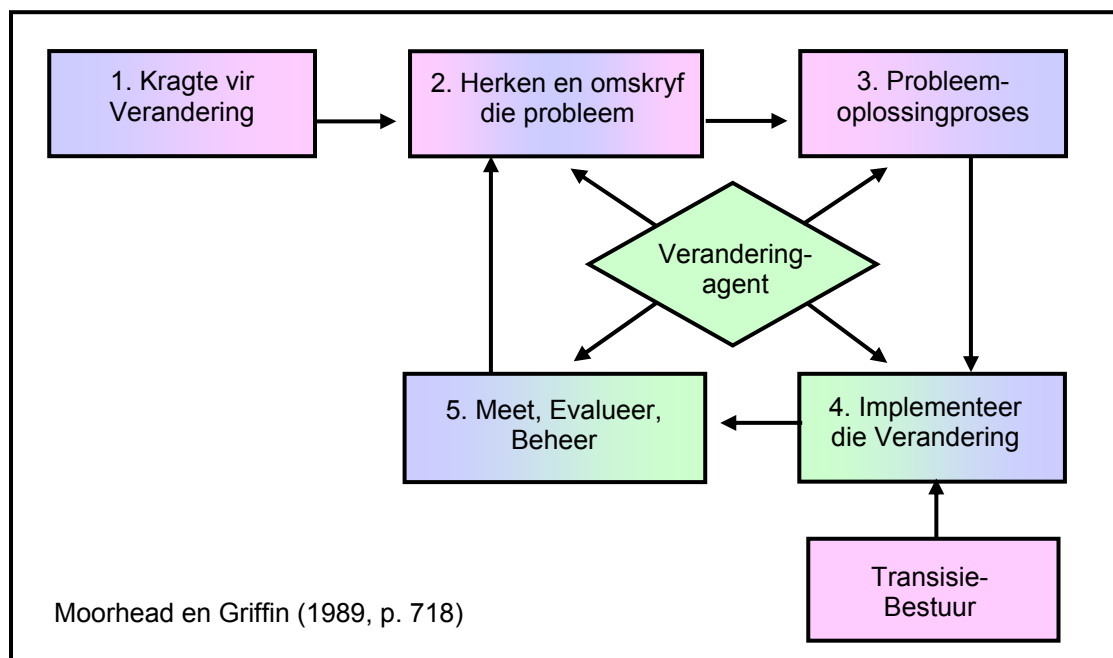 1. Kragte vir
Verandering
2. Herken en omskryf
die probleem
3. Probleem-
oplossingproses
Verandering-
agent
5. Meet, Evalueer,
Beheer
4. Implementeer
die Verandering
Transisie-
Bestuur
Moorhead en Griffin (1989, p. 718)